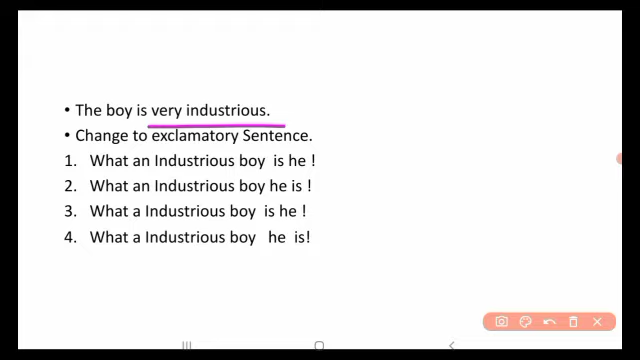 • The boy is very industrious.
• Change to exclamatory Sentence.
1. What an Industrious boy is he !
2. What an Industrious boy he is !
3. What a Industrious boy is he !
4. What a Industrious boy he is!